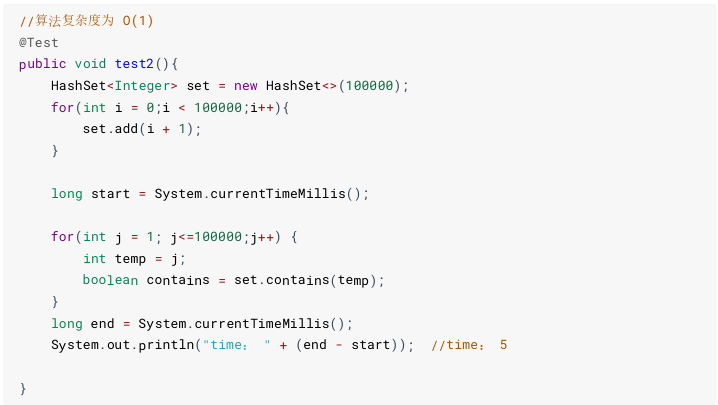 //算法复杂度为 O(1)
@Test
public void test2(){
    HashSet<Integer> set = new HashSet<>(100000);
    for(int i = 0;i < 100000;i++){
        set.add(i + 1);
    }
    long start = System.currentTimeMillis();
    for(int j = 1; j<=100000;j++) {
        int temp = j;
        boolean contains = set.contains(temp);
    }
    long end = System.currentTimeMillis();
    System.out.println("time： " + (end - start));  //time： 5
}